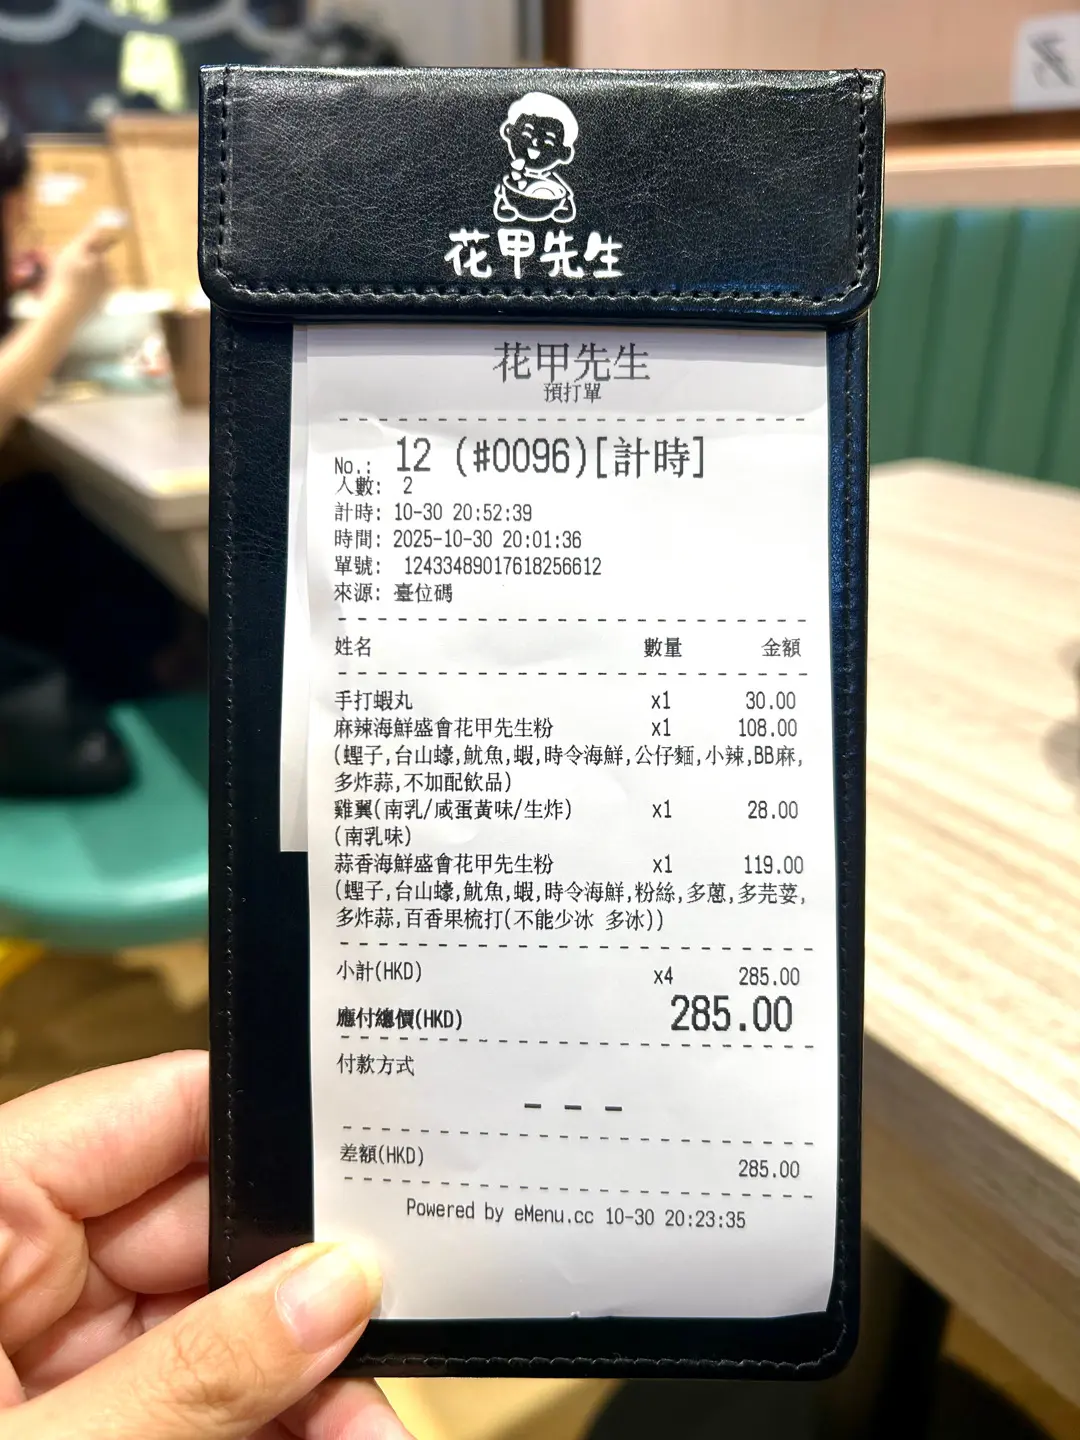 花甲先生
花甲先生
預打單
No.: 12 (#0096)[計時]
人數: 2
計時: 10-30 20:52:39
時間: 2025-10-30 20:01:36
單號: 12433489017618256612
來源: 臺位碼
姓名 數量 金額
手打蝦丸 x1 30.00
麻辣海鮮盛會花甲先生粉 x1 108.00
(蟶子,台山蠔,魷魚,蝦,時令海鮮,公仔麵,小辣,BB麻,
多炸蒜,不加配飲品)
雞翼(南乳/咸蛋黃味/生炸) x1 28.00
(南乳味)
蒜香海鮮盛會花甲先生粉 x1 119.00
(蟶子,台山蠔,魷魚,蝦,時令海鮮,粉絲,多蔥,多芫荽,
多炸蒜,百香果梳打(不能少冰 多冰))
小計(HKD) x4 285.00
應付總價(HKD) 285.00
付款方式
- - -
差額(HKD) 285.00
Powered by eMenu.cc 10-30 20:23:35